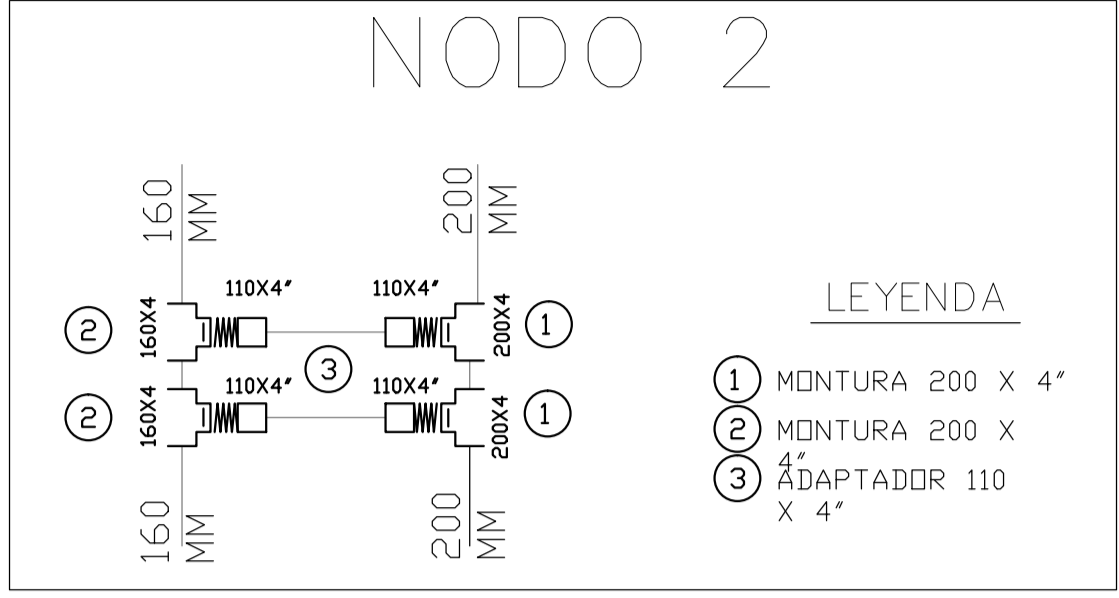 NODO 2
160 MM
200 MM
110X4"
110X4"
2
160X4
200X4
1
3
110X4"
110X4"
2
160X4
200X4
1
160 MM
200 MM
LEYENDA
1 MONTURA 200 X 4"
2 MONTURA 200 X
4"
3 ADAPTADOR 110
X 4"